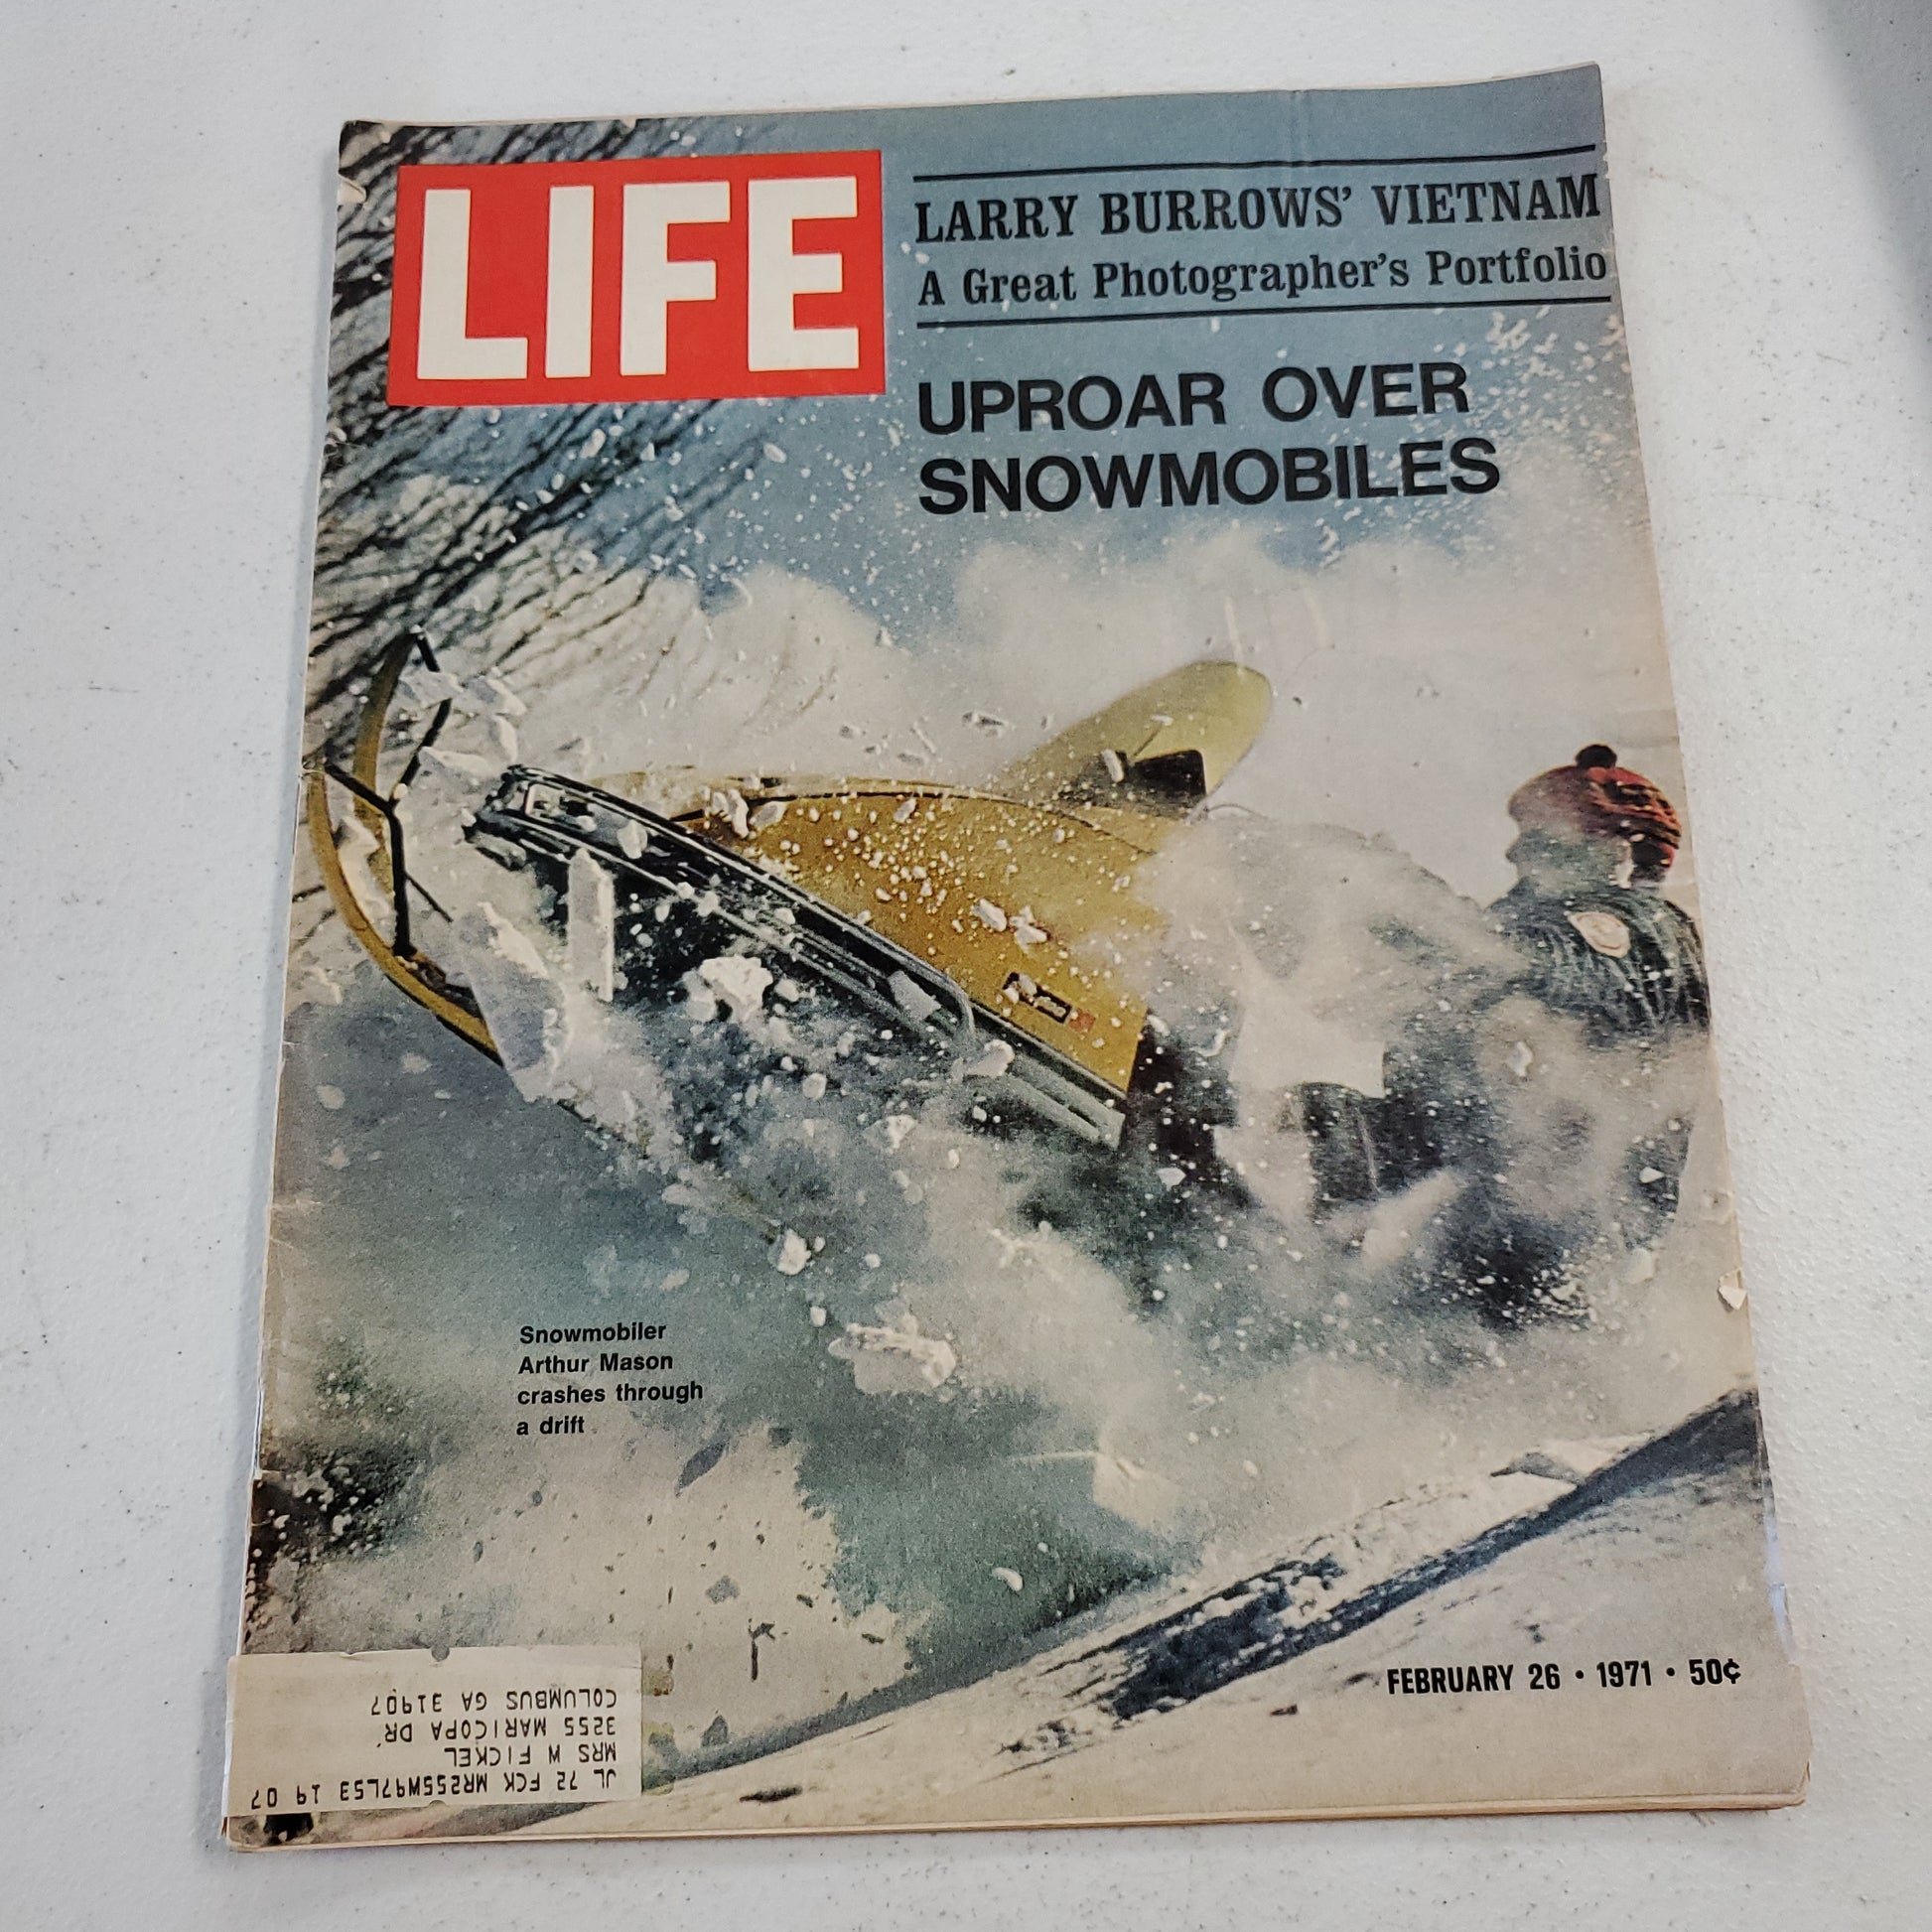 LIFE
LARRY BURROWS' VIETNAM
A Great Photographer's Portfolio
UPROAR OVER
SNOWMOBILES
Snowmobiler
Arthur Mason
crashes through
a drift
FEBRUARY 26 • 1971 • 50¢
JL 72 FCK MR255M97L53 19 07
MRS W FICKEL
3255 MARICOPA DR
COLUMBUS GA 31907